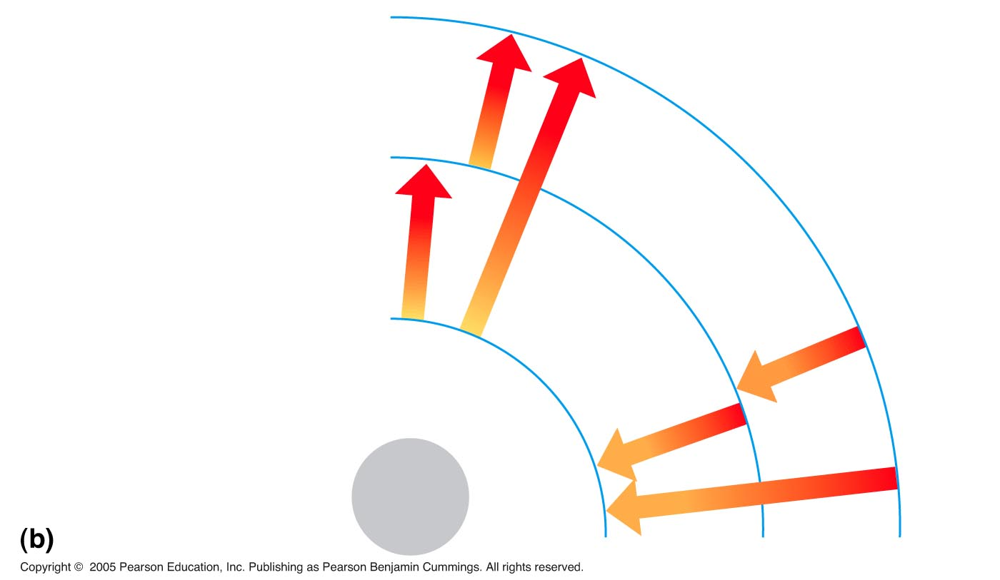 (b)
Copyright © 2005 Pearson Education, Inc. Publishing as Pearson Benjamin Cummings. All rights reserved.